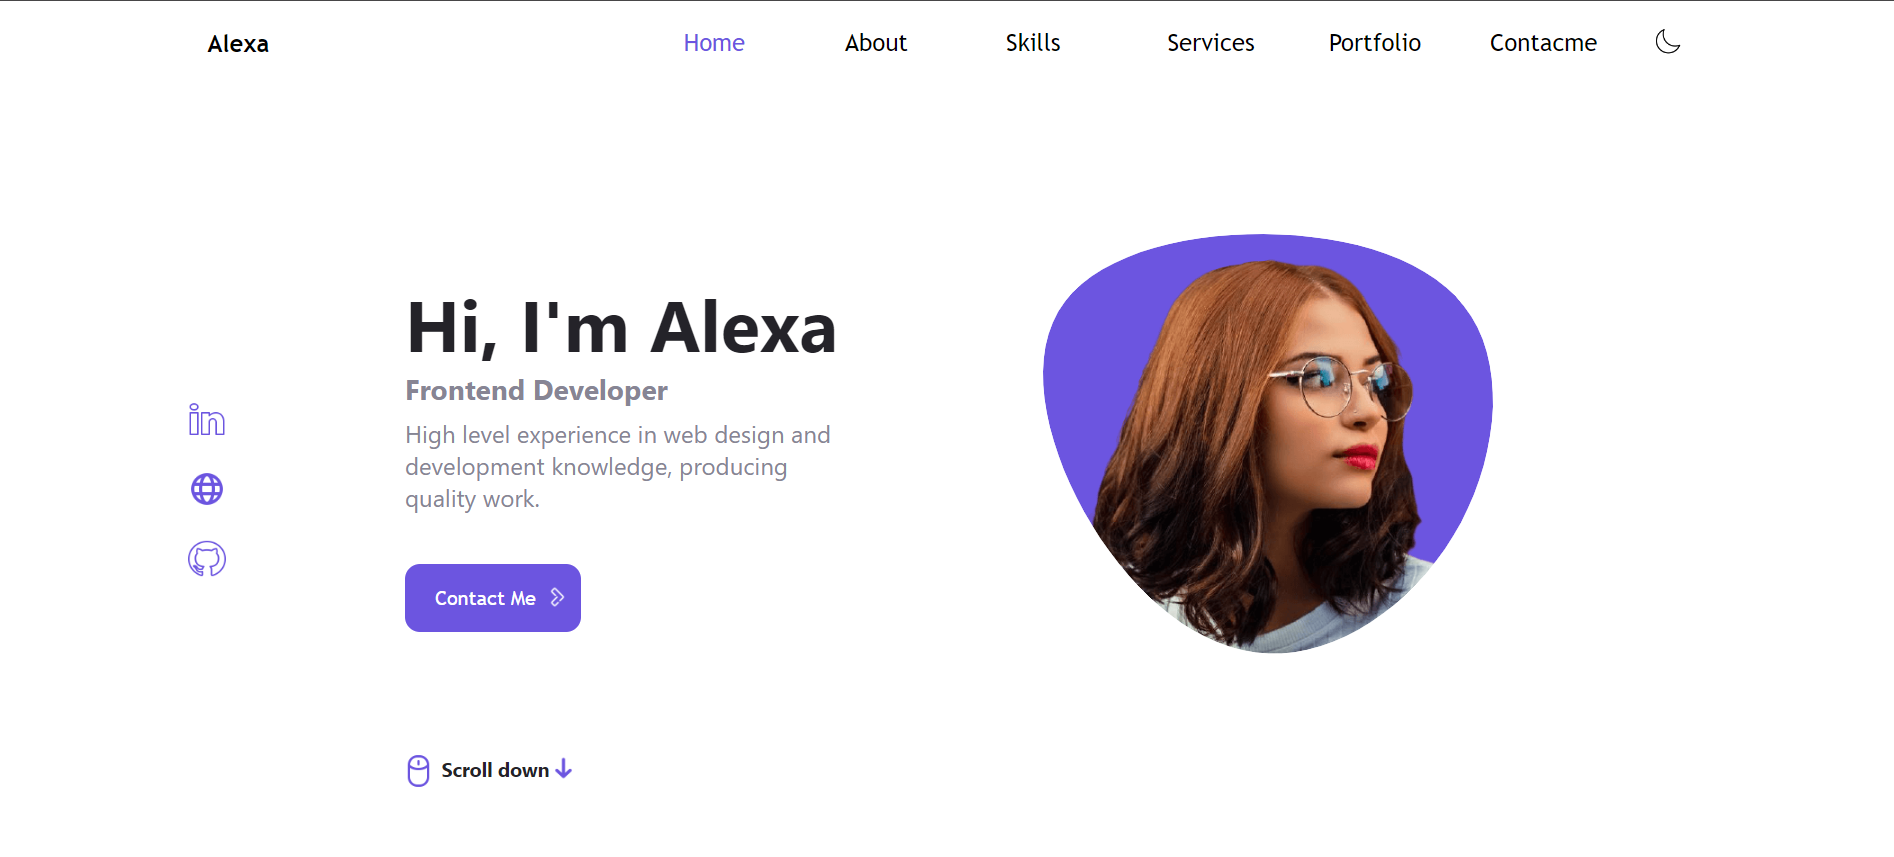 Alexa Home About Skills Services Portfolio Contacme
Hi, I'm Alexa
Frontend Developer
High level experience in web design and
development knowledge, producing
quality work.
in
Contact Me
Scroll down